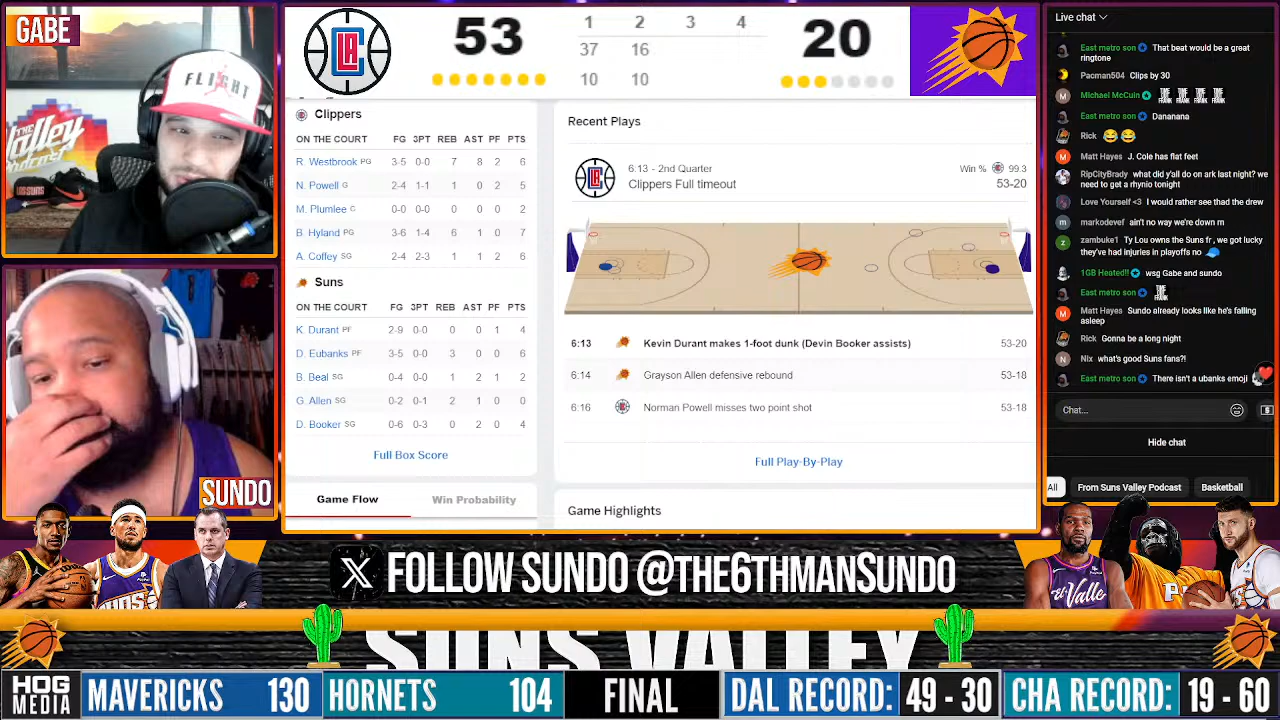 GABE
FLIGHT
The Valley
Podcast
SUNDO
LA
53
1 2 3 4
37 16
10 10
20
Clippers
ON THE COURT FG 3PT REB AST PF PTS
R. Westbrook PG 3-5 0-0 7 8 2 6
N. Powell G 2-4 1-1 1 0 2 5
M. Plumlee C 0-0 0-0 0 0 0 2
B. Hyland PG 3-6 1-4 6 1 0 7
A. Coffey SG 2-4 2-3 1 1 2 6
Suns
ON THE COURT FG 3PT REB AST PF PTS
K. Durant PF 2-9 0-0 0 0 1 4
D. Eubanks PF 3-5 0-0 3 0 0 6
B. Beal SG 0-4 0-0 1 2 1 2
G. Allen SG 0-2 0-1 2 1 0 0
D. Booker SG 0-6 0-3 0 2 0 4
Full Box Score
Game Flow Win Probability
Recent Plays
6:13 - 2nd Quarter
Clippers Full timeout
Win % 99.3
53-20
6:13 Kevin Durant makes 1-foot dunk (Devin Booker assists) 53-20
6:14 Grayson Allen defensive rebound 53-18
6:16 Norman Powell misses two point shot 53-18
Full Play-By-Play
Game Highlights
Live chat
East metro son That beat would be a great
ringtone
Pacman504 Clips by 30
Michael McCuin
East metro son Dananana
Rick
Matt Hayes J. Cole has flat feet
RipCityBrady what did y'all do on ark last night? we
need to get a rhynio tonight
Love Yourself <3 I would rather see thad the drew
markodevf ain't no way we're down rn
zambuke1 Ty Lou owns the Suns fr , we got lucky
they've had injuries in playoffs no
1GB Heated!! wsg Gabe and sundo
East metro son
Matt Hayes Sundo already looks like he's falling
asleep
Rick Gonna be a long night
Nix what's good Suns fans?!
East metro son There isn't a ubanks emoji
Chat...
Hide chat
All From Suns Valley Podcast Basketball
X FOLLOW SUNDO @THE6THMANSUNDO
SUNS VALLEY
HOG
MEDIA
MAVERICKS 130 HORNETS 104 FINAL DAL RECORD: 49 - 30 CHA RECORD: 19 - 60